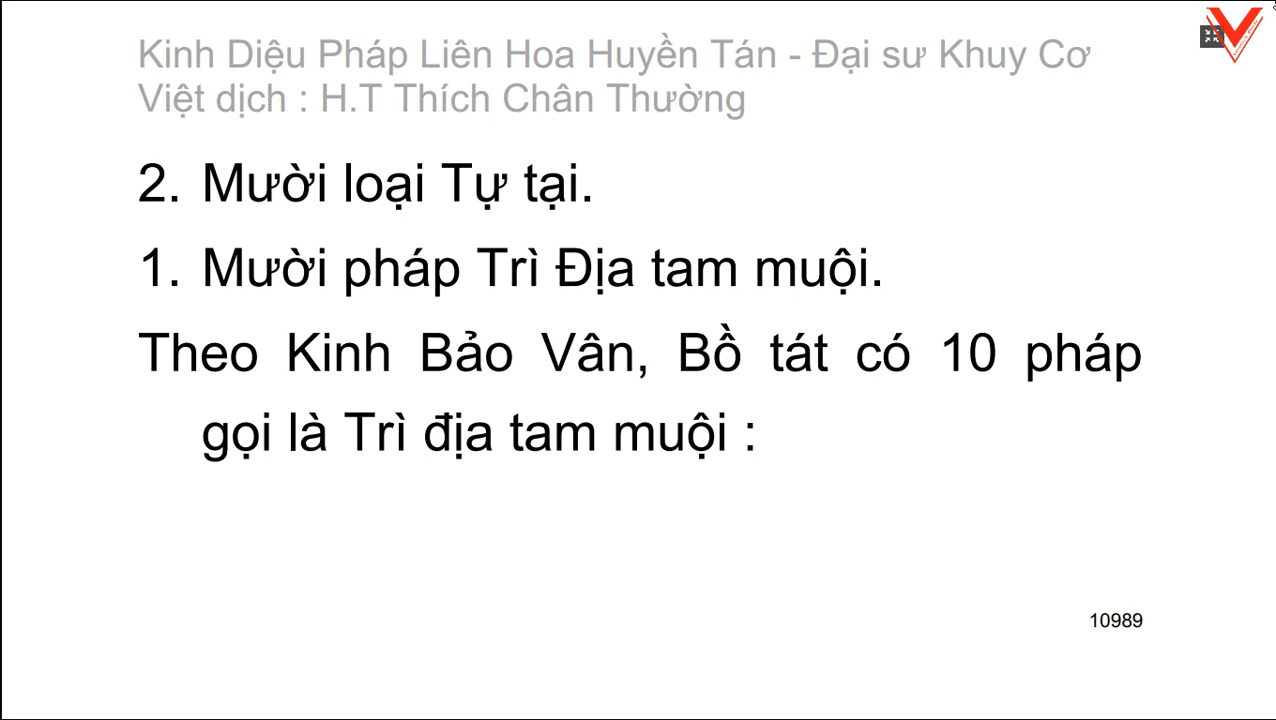 Kinh Diệu Pháp Liên Hoa Huyền Tán - Đại sư Khuy Cơ
Việt dịch : H.T Thích Chân Thường
2. Mười loại Tự tại.
1. Mười pháp Trì Địa tam muội.
Theo Kinh Bảo Vân, Bồ tát có 10 pháp
gọi là Trì địa tam muội :
10989